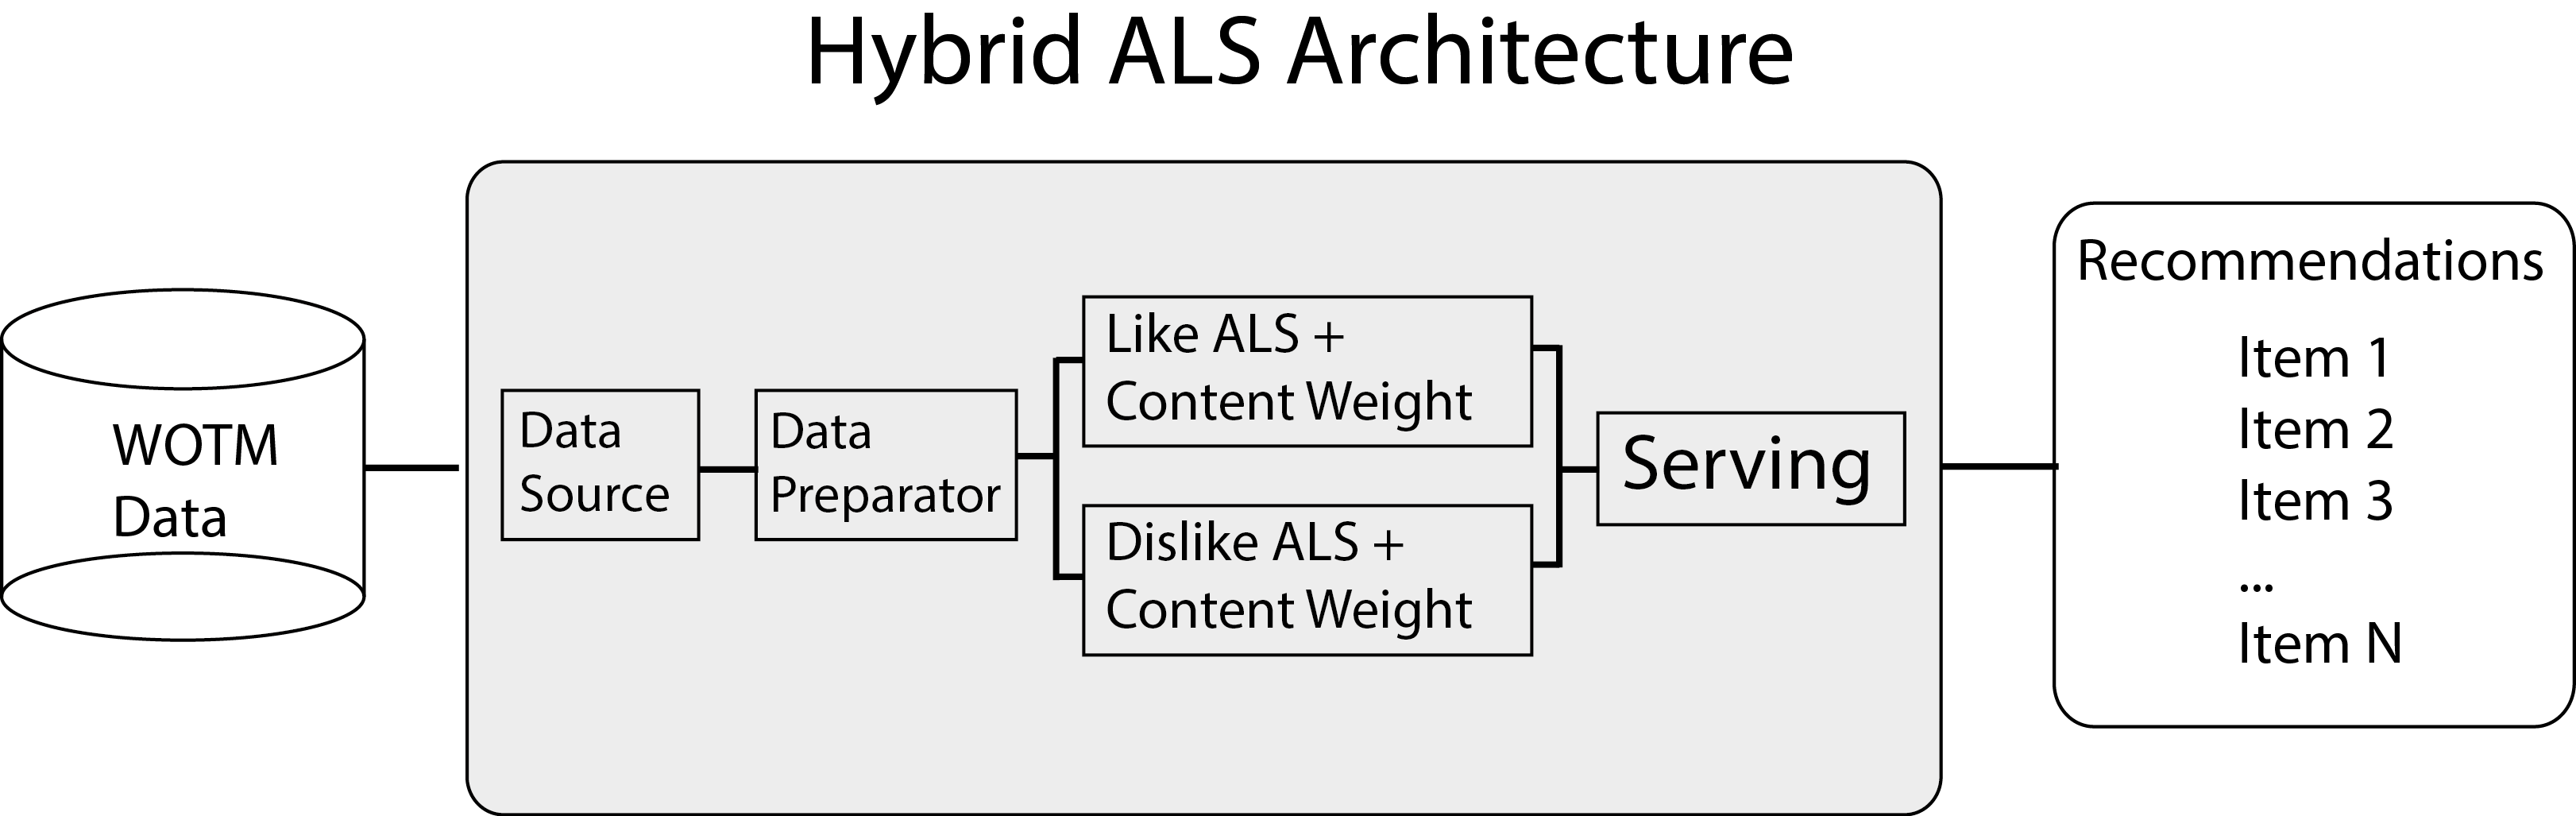 Hybrid ALS Architecture
WOTM
Data
Data
Source
Data
Preparator
Like ALS +
Content Weight
Dislike ALS +
Content Weight
Serving
Recommendations
Item 1
Item 2
Item 3
...
Item N